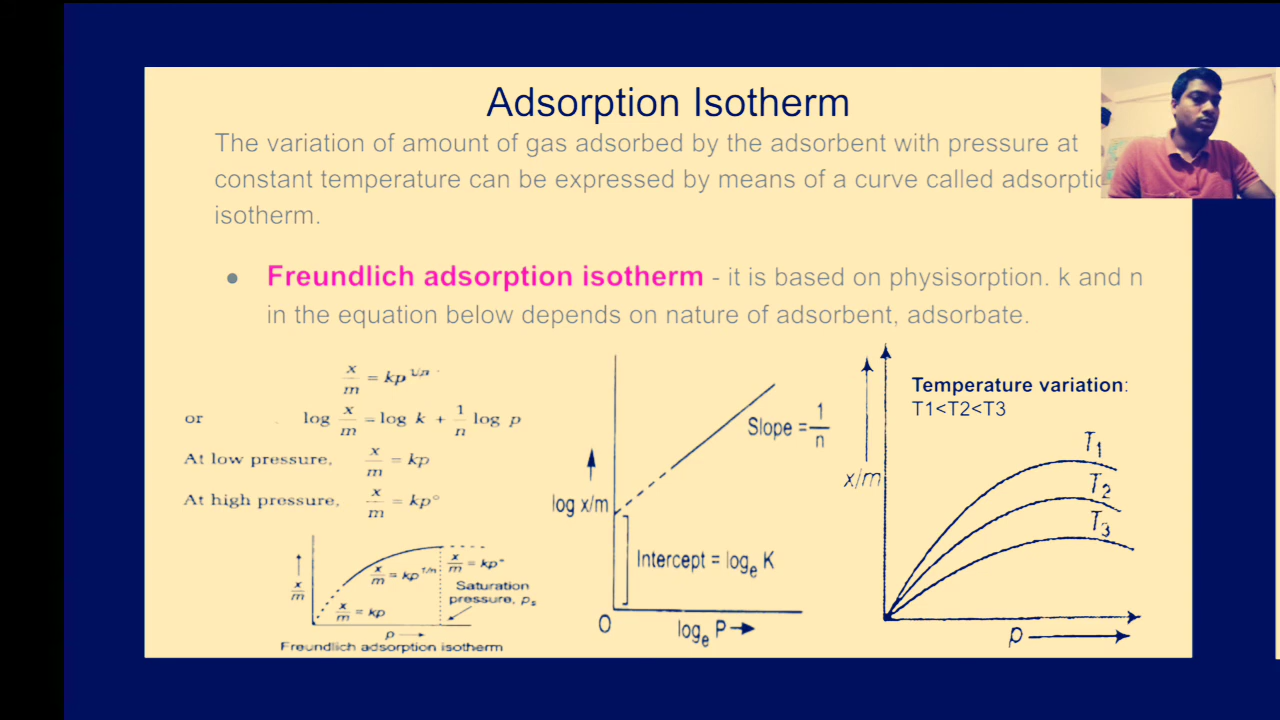 Adsorption Isotherm
The variation of amount of gas adsorbed by the adsorbent with pressure at
constant temperature can be expressed by means of a curve called
isotherm.
● Freundlich adsorption isotherm - it is based on physisorption. k and n
in the equation below depends on nature of adsorbent, adsorbate.
x/m = kp^1/n
or log x/m = log k + 1/n log p
At low pressure, x/m = kp
At high pressure, x/m = kp°
x/m
x/m = kp^1/n
x/m = kp°
x/m = kp
Saturation
pressure, ps
p
Freundlich adsorption isotherm
Slope = 1/n
log x/m
Intercept = loge K
O
loge P
Temperature variation:
T1<T2<T3
x/m
T1
T2
T3
p